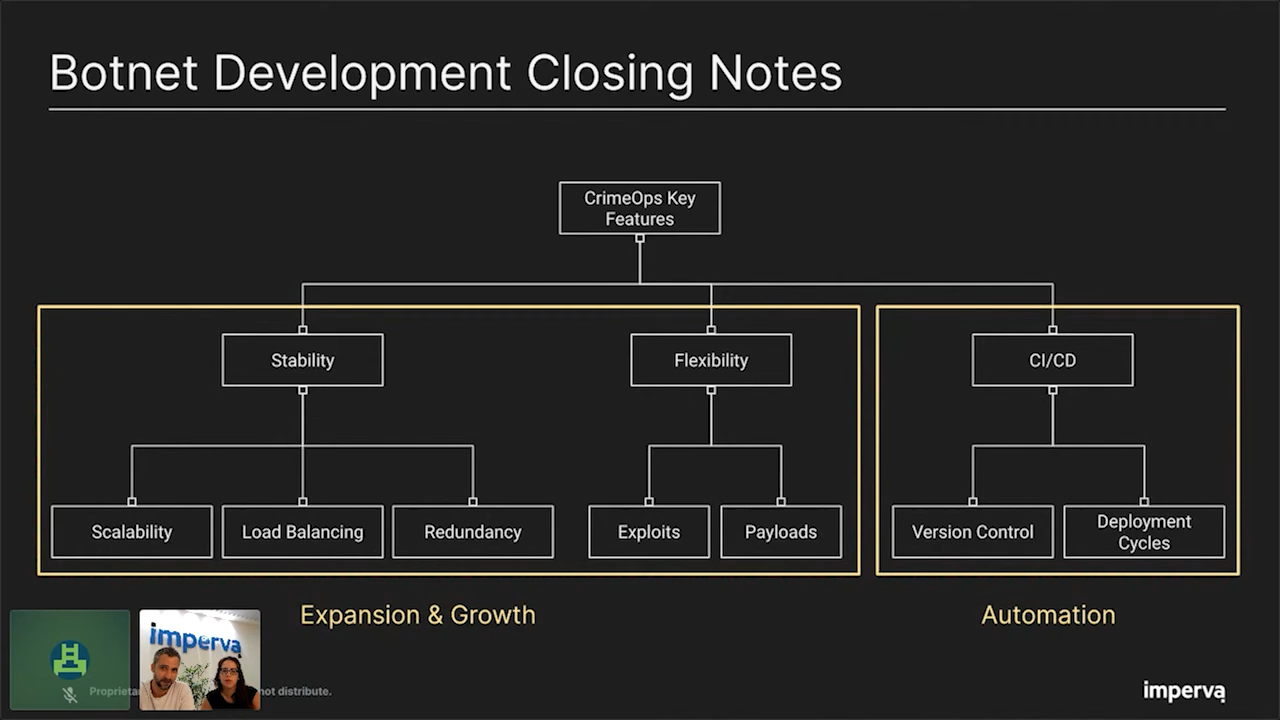 Botnet Development Closing Notes
CrimeOps Key
Features
Stability
Flexibility
CI/CD
Scalability
Load Balancing
Redundancy
Exploits
Payloads
Version Control
Deployment
Cycles
Expansion & Growth
Automation
imperva
not distribute.
imperva